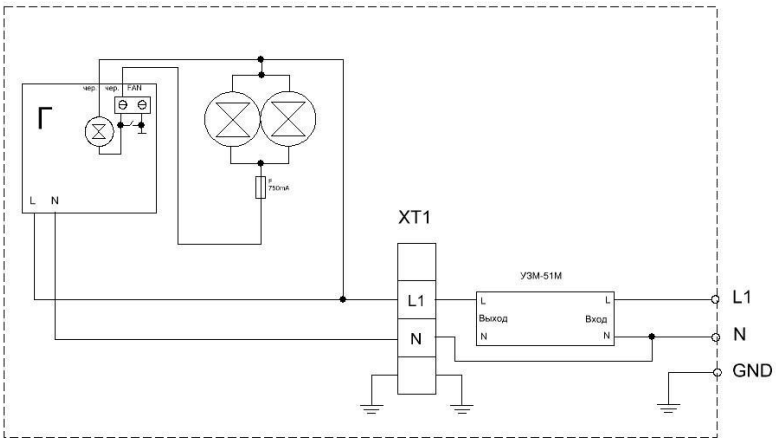 чер. чер. FAN
Г
L N
F
750mA
XT1
L1
N
УЗМ-51М
L L
Выход Вход
N N
L1
N
GND